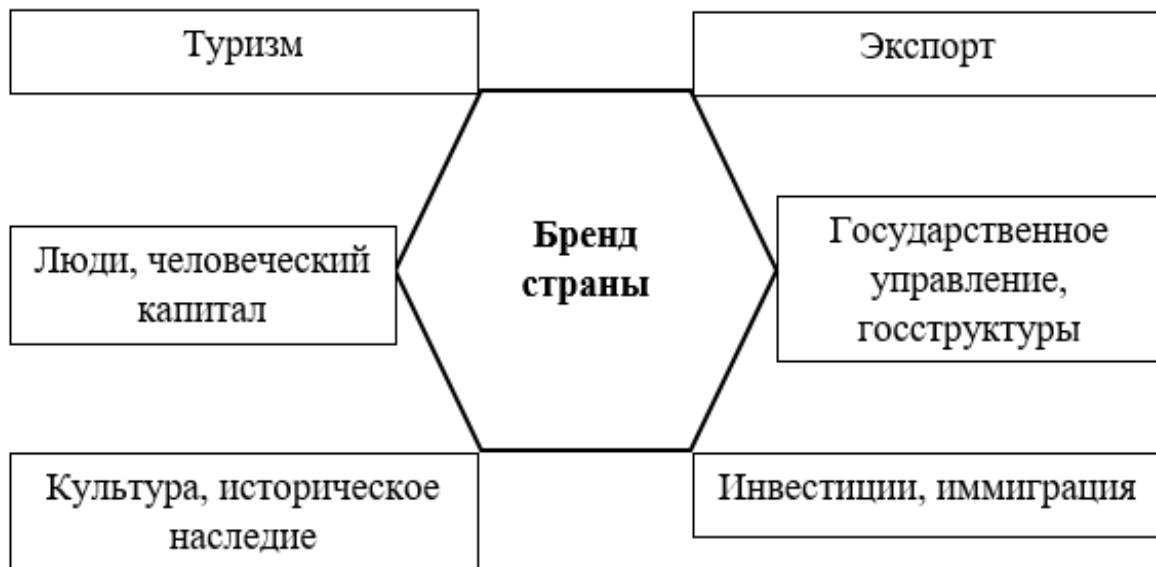 Туризм
Экспорт
Люди, человеческий
капитал
Бренд
страны
Государственное
управление,
госструктуры
Культура, историческое
наследие
Инвестиции, иммиграция